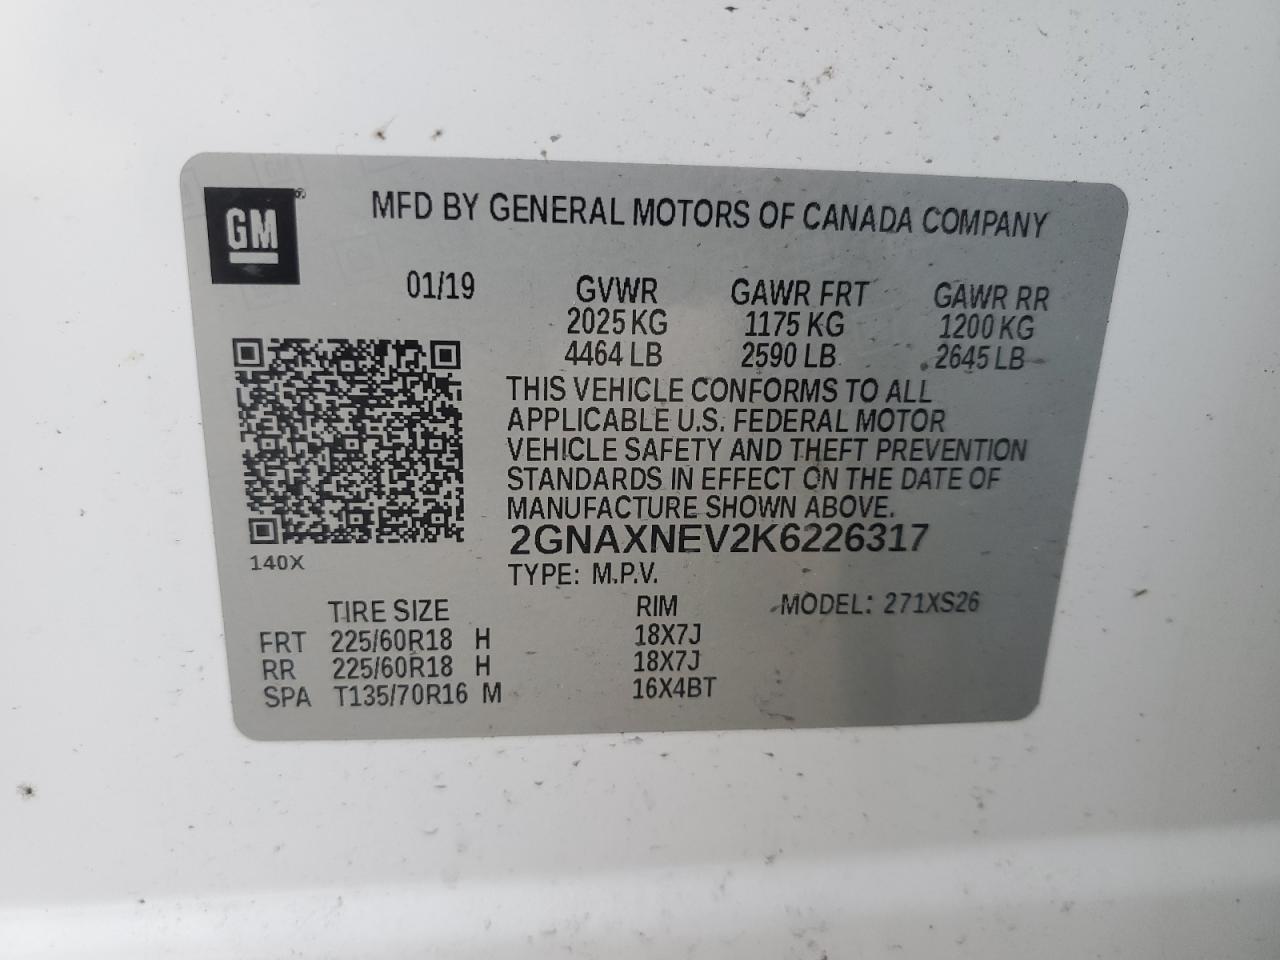 GM
MFD BY GENERAL MOTORS OF CANADA COMPANY
01/19 GVWR GAWR FRT GAWR RR
2025 KG 1175 KG 1200 KG
4464 LB 2590 LB 2645 LB
THIS VEHICLE CONFORMS TO ALL
APPLICABLE U.S. FEDERAL MOTOR
VEHICLE SAFETY AND THEFT PREVENTION
STANDARDS IN EFFECT ON THE DATE OF
MANUFACTURE SHOWN ABOVE.
2GNAXNEV2K6226317
140X
TYPE: M.P.V.
TIRE SIZE RIM MODEL: 271XS26
FRT 225/60R18 H 18X7J
RR 225/60R18 H 18X7J
SPA T135/70R16 M 16X4BT